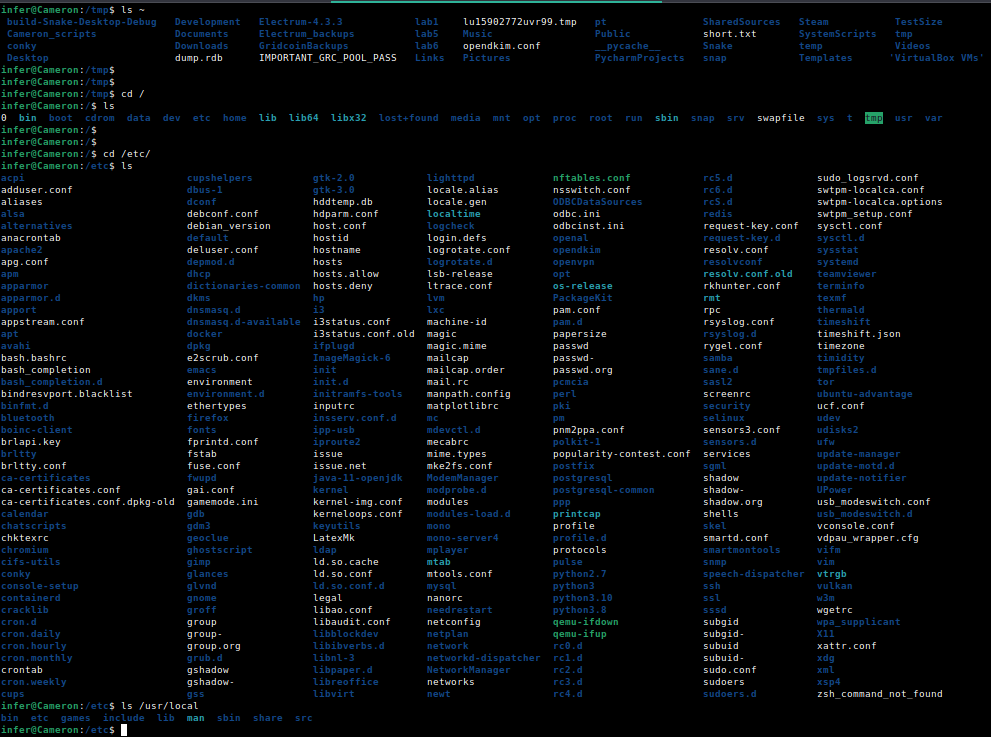 infer@Cameron:/tmp$ ls ~
build-Snake-Desktop-Debug Development Electrum-4.3.3 lab1 lu15902772uvr99.tmp pt SharedSources Steam TestSize
Cameron_scripts Documents Electrum_backups lab5 Music Public short.txt SystemScripts tmp
conky Downloads GridcoinBackups lab6 opendkim.conf __pycache__ Snake temp Videos
Desktop dump.rdb IMPORTANT_GRC_POOL_PASS Links Pictures PycharmProjects snap Templates 'VirtualBox VMs'
infer@Cameron:/tmp$
infer@Cameron:/tmp$
infer@Cameron:/tmp$ cd /
infer@Cameron:/$ ls
0 bin boot cdrom data dev etc home lib lib64 libx32 lost+found media mnt opt proc root run sbin snap srv swapfile sys t tmp usr var
infer@Cameron:/$
infer@Cameron:/$
infer@Cameron:/$ cd /etc/
infer@Cameron:/etc$ ls
acpi cupshelpers gtk-2.0 lighttpd nftables.conf rc5.d sudo_logsrvd.conf
adduser.conf dbus-1 gtk-3.0 locale.alias nsswitch.conf rc6.d swtpm-localca.conf
aliases dconf hddtemp.db locale.gen ODBCDataSources rcS.d swtpm-localca.options
alsa debconf.conf hdparm.conf localtime odbc.ini redis swtpm_setup.conf
alternatives debian_version host.conf logcheck odbcinst.ini request-key.conf sysctl.conf
anacrontab default hostid login.defs openal request-key.d sysctl.d
apache2 deluser.conf hostname logrotate.conf opendkim resolv.conf sysstat
apg.conf depmod.d hosts logrotate.d openvpn resolvconf systemd
apm dhcp hosts.allow lsb-release opt resolv.conf.old teamviewer
apparmor dictionaries-common hosts.deny ltrace.conf os-release rkhunter.conf terminfo
apparmor.d dkms hp lvm PackageKit rmt texmf
apport dnsmasq.d i3 lxc pam.conf rpc thermald
appstream.conf dnsmasq.d-available i3status.conf machine-id pam.d rsyslog.conf timeshift
apt docker i3status.conf.old magic papersize rsyslog.d timeshift.json
avahi dpkg ifplugd magic.mime passwd rygel.conf timezone
bash.bashrc e2scrub.conf ImageMagick-6 mailcap passwd- samba timidity
bash_completion emacs init mailcap.order passwd.org sane.d tmpfiles.d
bash_completion.d environment init.d mail.rc pcmcia sasl2 tor
bindresvport.blacklist environment.d initramfs-tools manpath.config perl screenrc ubuntu-advantage
binfmt.d ethertypes inputrc matplotlibrc pki security ucf.conf
bluetooth firefox insserv.conf.d mc pm selinux udev
boinc-client fonts ipp-usb mdevctl.d pnm2ppa.conf sensors3.conf udisks2
brlapi.key fprintd.conf iproute2 mecabrc polkit-1 sensors.d ufw
brltty fstab issue mime.types popularity-contest.conf services update-manager
brltty.conf fuse.conf issue.net mke2fs.conf postfix sgml update-motd.d
ca-certificates fwupd java-11-openjdk ModemManager postgresql shadow update-notifier
ca-certificates.conf gai.conf kernel modprobe.d postgresql-common shadow- UPower
ca-certificates.conf.dpkg-old gamemode.ini kernel-img.conf modules ppp shadow.org usb_modeswitch.conf
calendar gdb kerneloops.conf modules-load.d printcap shells usb_modeswitch.d
chatscripts gdm3 keyutils mono profile skel vconsole.conf
chktexrc geoclue LatexMk mono-server4 profile.d smartd.conf vdpau_wrapper.cfg
chromium ghostscript ldap mplayer protocols smartmontools vifm
cifs-utils gimp ld.so.cache mtab pulse snmp vim
conky glances ld.so.conf mtools.conf python2.7 speech-dispatcher vtrgb
console-setup glvnd ld.so.conf.d mysql python3 ssh vulkan
containerd gnome legal nanorc python3.10 ssl w3m
cracklib groff libao.conf needrestart python3.8 sssd wgetrc
cron.d group libaudit.conf netconfig qemu-ifdown subgid wpa_supplicant
cron.daily group- libblockdev netplan qemu-ifup subgid- X11
cron.hourly group.org libibverbs.d network rc0.d subuid xattr.conf
cron.monthly grub.d libnl-3 networkd-dispatcher rc1.d subuid- xdg
crontab gshadow libpaper.d NetworkManager rc2.d sudo.conf xml
cron.weekly gshadow- libreoffice networks rc3.d sudoers xsp4
cups gss libvirt newt rc4.d sudoers.d zsh_command_not_found
infer@Cameron:/etc$ ls /usr/local
bin etc games include lib man sbin share src
infer@Cameron:/etc$